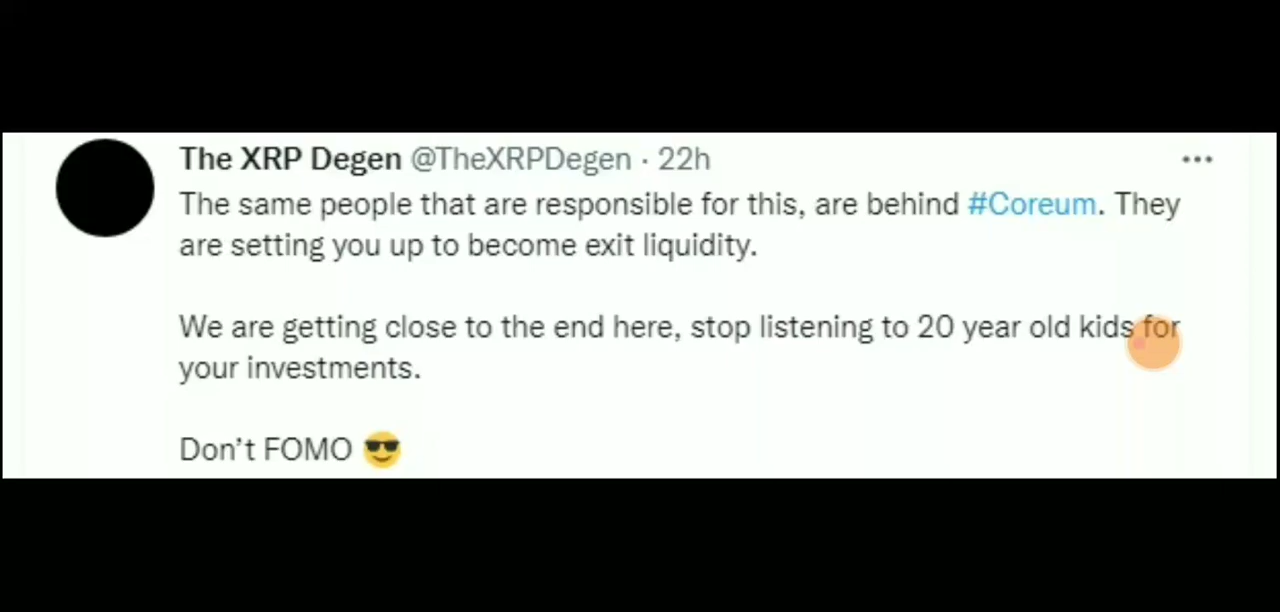 The XRP Degen @TheXRPDegen · 22h
The same people that are responsible for this, are behind #Coreum. They
are setting you up to become exit liquidity.
We are getting close to the end here, stop listening to 20 year old kids for
your investments.
Don’t FOMO 😎